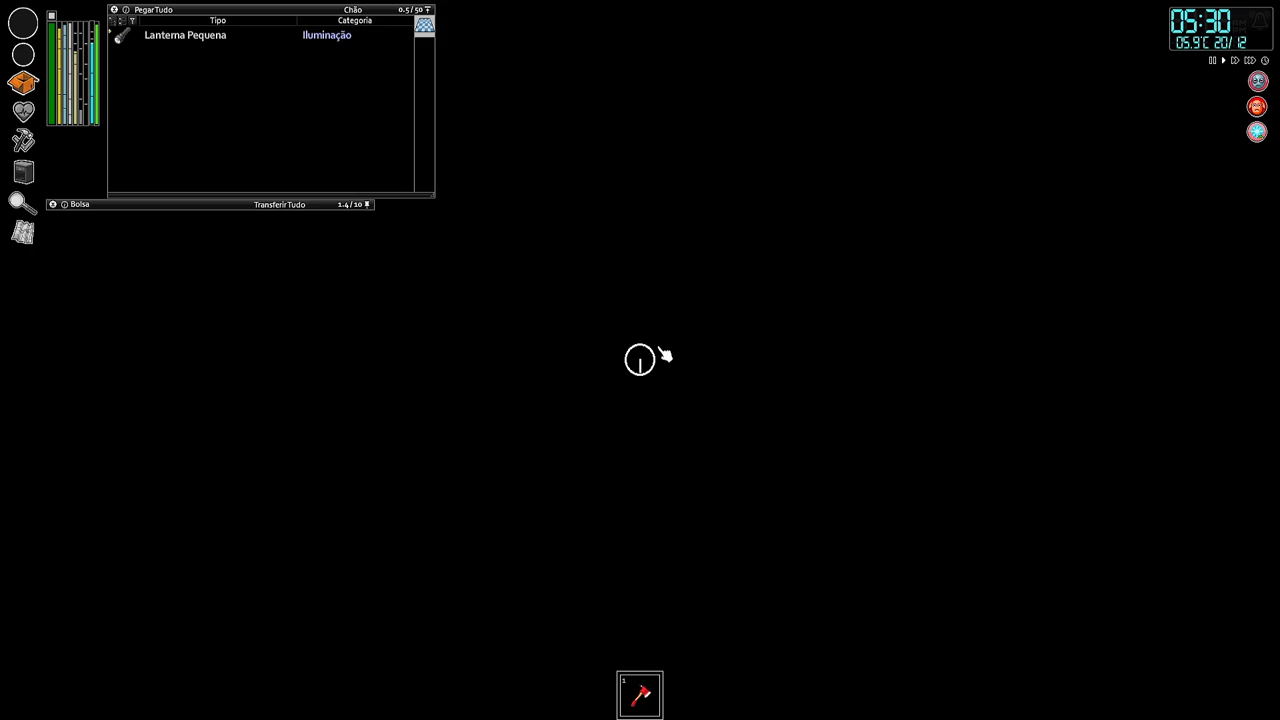 PegarTudo Chão 0.5/50
Tipo Categoria
Lanterna Pequena Iluminação
Bolsa TransferirTudo 1.4/10
05:30
05.9°C 20/12
1